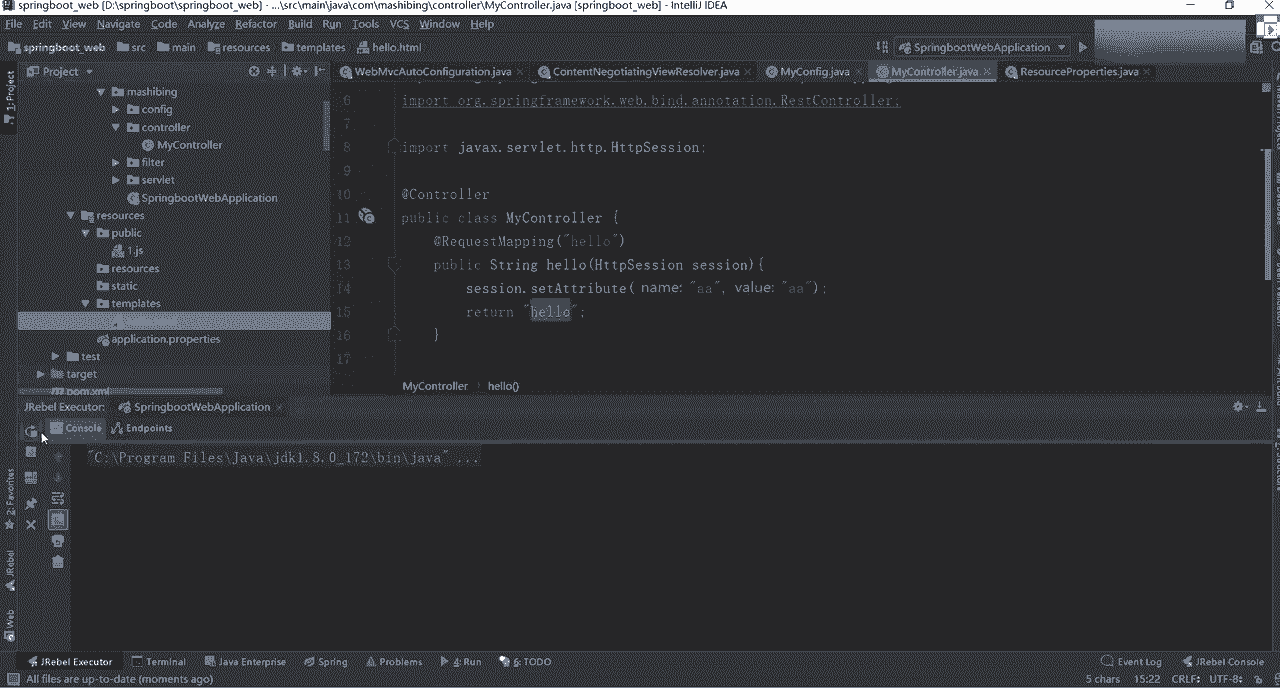 springboot_web [D:\springboot\springboot_web] - ...\src\main\java\com\mashibing\controller\MyController.java [springboot_web] - IntelliJ IDEA
File Edit View Navigate Code Analyze Refactor Build Run Tools VCS Window Help
springboot_web src main resources templates hello.html
SpringbootWebApplication
1: Project
Project
WebMvcAutoConfiguration.java ContentNegotiatingViewResolver.java MyConfig.java MyController.java ResourceProperties.java
mashibing
config
controller
MyController
filter
servlet
SpringbootWebApplication
resources
public
1.js
resources
static
templates
application.properties
test
target
pom.xml
6 import org.springframework.web.bind.annotation.RestController;
7
8 import javax.servlet.http.HttpSession;
9
10 @Controller
11 public class MyController {
12 @RequestMapping("hello")
13 public String hello(HttpSession session){
14 session.setAttribute( name: "aa", value: "aa");
15 return "hello";
16 }
17
MyController hello()
JRebel Executor: SpringbootWebApplication
Console Endpoints
"C:\Program Files\Java\jdk1.8.0_172\bin\java" ...
2: Favorites
JRebel
Web
JRebel Executor Terminal Java Enterprise Spring Problems 4: Run 6: TODO Event Log JRebel Console
All files are up-to-date (moments ago) 5 chars 15:22 CRLF: UTF-8: